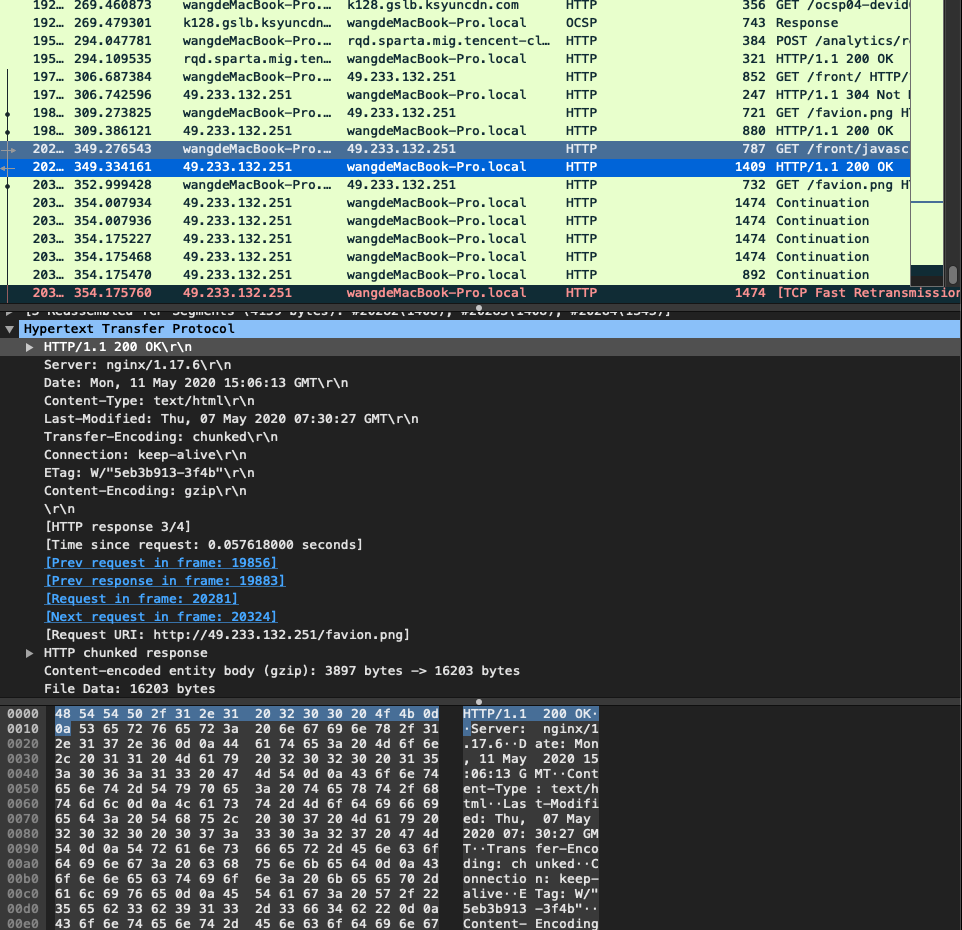 192… 269.460873 wangdeMacBook-Pro.… k128.gslb.ksyuncdn.com HTTP 356 GET /ocsp04-devid
192… 269.479301 k128.gslb.ksyuncdn… wangdeMacBook-Pro.local OCSP 743 Response
195… 294.047781 wangdeMacBook-Pro.… rqd.sparta.mig.tencent-cl… HTTP 384 POST /analytics/r
195… 294.109535 rqd.sparta.mig.ten… wangdeMacBook-Pro.local HTTP 321 HTTP/1.1 200 OK
197… 306.687384 wangdeMacBook-Pro.… 49.233.132.251 HTTP 852 GET /front/ HTTP/
197… 306.742596 49.233.132.251 wangdeMacBook-Pro.local HTTP 247 HTTP/1.1 304 Not
198… 309.273825 wangdeMacBook-Pro.… 49.233.132.251 HTTP 721 GET /favion.png H
198… 309.386121 49.233.132.251 wangdeMacBook-Pro.local HTTP 880 HTTP/1.1 200 OK
202… 349.276543 wangdeMacBook-Pro.… 49.233.132.251 HTTP 787 GET /front/javasc
202… 349.334161 49.233.132.251 wangdeMacBook-Pro.local HTTP 1409 HTTP/1.1 200 OK
203… 352.999428 wangdeMacBook-Pro.… 49.233.132.251 HTTP 732 GET /favion.png H
203… 354.007934 49.233.132.251 wangdeMacBook-Pro.local HTTP 1474 Continuation
203… 354.007936 49.233.132.251 wangdeMacBook-Pro.local HTTP 1474 Continuation
203… 354.175227 49.233.132.251 wangdeMacBook-Pro.local HTTP 1474 Continuation
203… 354.175468 49.233.132.251 wangdeMacBook-Pro.local HTTP 1474 Continuation
203… 354.175470 49.233.132.251 wangdeMacBook-Pro.local HTTP 892 Continuation
203… 354.175760 49.233.132.251 wangdeMacBook-Pro.local HTTP 1474 [TCP Fast Retransmission
[3 Reassembled TCP Segments (4159 bytes): #20282(1408), #20283(1408), #20284(1343)]
Hypertext Transfer Protocol
HTTP/1.1 200 OK\r\n
Server: nginx/1.17.6\r\n
Date: Mon, 11 May 2020 15:06:13 GMT\r\n
Content-Type: text/html\r\n
Last-Modified: Thu, 07 May 2020 07:30:27 GMT\r\n
Transfer-Encoding: chunked\r\n
Connection: keep-alive\r\n
ETag: W/"5eb3b913-3f4b"\r\n
Content-Encoding: gzip\r\n
\r\n
[HTTP response 3/4]
[Time since request: 0.057618000 seconds]
[Prev request in frame: 19856]
[Prev response in frame: 19883]
[Request in frame: 20281]
[Next request in frame: 20324]
[Request URI: http://49.233.132.251/favion.png]
HTTP chunked response
Content-encoded entity body (gzip): 3897 bytes -> 16203 bytes
File Data: 16203 bytes
0000 48 54 54 50 2f 31 2e 31 20 32 30 30 20 4f 4b 0d HTTP/1.1 200 OK·
0010 0a 53 65 72 76 65 72 3a 20 6e 67 69 6e 78 2f 31 ·Server: nginx/1
0020 2e 31 37 2e 36 0d 0a 44 61 74 65 3a 20 4d 6f 6e .17.6··D ate: Mon
0030 2c 20 31 31 20 4d 61 79 20 32 30 32 30 20 31 35 , 11 May 2020 15
0040 3a 30 36 3a 31 33 20 47 4d 54 0d 0a 43 6f 6e 74 :06:13 G MT··Cont
0050 65 6e 74 2d 54 79 70 65 3a 20 74 65 78 74 2f 68 ent-Type : text/h
0060 74 6d 6c 0d 0a 4c 61 73 74 2d 4d 6f 64 69 66 69 tml··Las t-Modifi
0070 65 64 3a 20 54 68 75 2c 20 30 37 20 4d 61 79 20 ed: Thu, 07 May
0080 32 30 32 30 20 30 37 3a 33 30 3a 32 37 20 47 4d 2020 07: 30:27 GM
0090 54 0d 0a 54 72 61 6e 73 66 65 72 2d 45 6e 63 6f T··Trans fer-Enco
00a0 64 69 6e 67 3a 20 63 68 75 6e 6b 65 64 0d 0a 43 ding: ch unked··C
00b0 6f 6e 6e 65 63 74 69 6f 6e 3a 20 6b 65 65 70 2d onnectio n: keep-
00c0 61 6c 69 76 65 0d 0a 45 54 61 67 3a 20 57 2f 22 alive··E Tag: W/"
00d0 35 65 62 33 62 39 31 33 2d 33 66 34 62 22 0d 0a 5eb3b913 -3f4b"··
00e0 43 6f 6e 74 65 6e 74 2d 45 6e 63 6f 64 69 6e 67 Content- Encoding